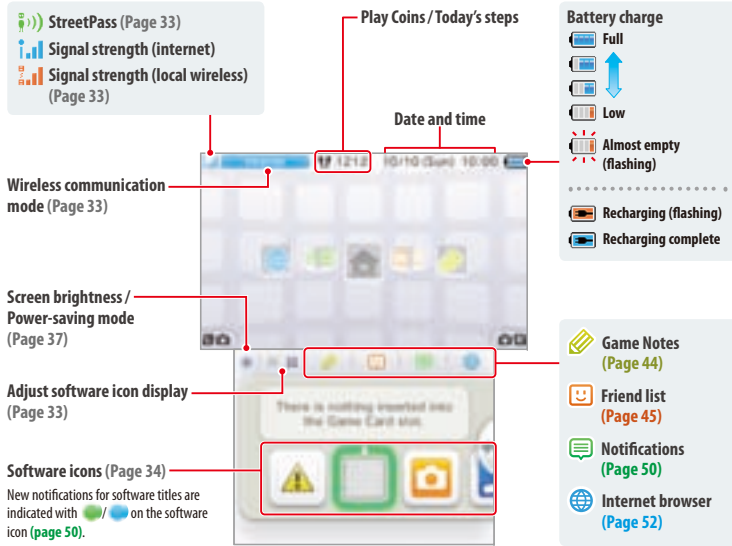 StreetPass (Page 33)
Signal strength (internet)
Signal strength (local wireless)
(Page 33)
Play Coins / Today's steps
Date and time
Battery charge
Full
Low
Almost empty
(flashing)
Recharging (flashing)
Recharging complete
1212
10/10 (Sun) 10:00
Wireless communication
mode (Page 33)
Screen brightness /
Power-saving mode
(Page 37)
Adjust software icon display
(Page 33)
There is nothing inserted into
the Game Card slot.
Software icons (Page 34)
New notifications for software titles are
indicated with / on the software
icon (page 50).
Game Notes
(Page 44)
Friend list
(Page 45)
Notifications
(Page 50)
Internet browser
(Page 52)